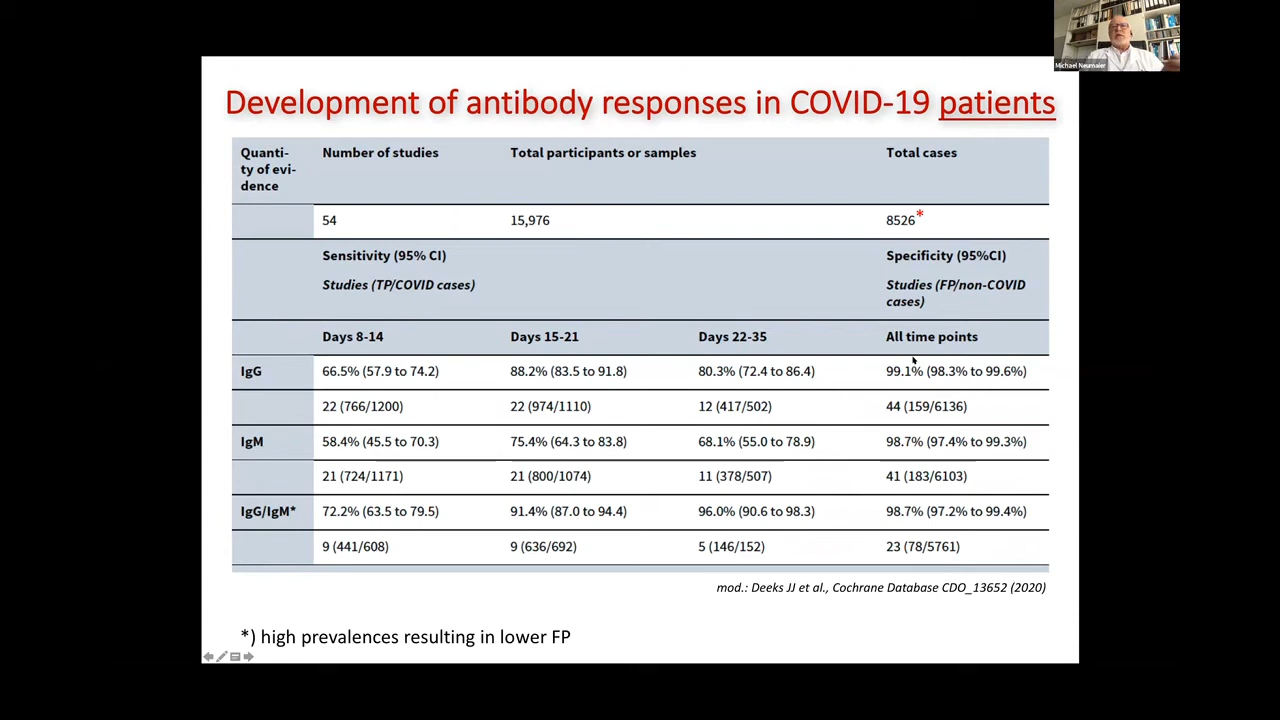 Michael Neumaier
Development of antibody responses in COVID-19 patients
Quanti-
ty of evi-
dence
Number of studies
Total participants or samples
Total cases
54
15,976
8526*
Sensitivity (95% CI)
Specificity (95%CI)
Studies (TP/COVID cases)
Studies (FP/non-COVID
cases)
Days 8-14
Days 15-21
Days 22-35
All time points
IgG
66.5% (57.9 to 74.2)
88.2% (83.5 to 91.8)
80.3% (72.4 to 86.4)
99.1% (98.3% to 99.6%)
22 (766/1200)
22 (974/1110)
12 (417/502)
44 (159/6136)
IgM
58.4% (45.5 to 70.3)
75.4% (64.3 to 83.8)
68.1% (55.0 to 78.9)
98.7% (97.4% to 99.3%)
21 (724/1171)
21 (800/1074)
11 (378/507)
41 (183/6103)
IgG/IgM*
72.2% (63.5 to 79.5)
91.4% (87.0 to 94.4)
96.0% (90.6 to 98.3)
98.7% (97.2% to 99.4%)
9 (441/608)
9 (636/692)
5 (146/152)
23 (78/5761)
mod.: Deeks JJ et al., Cochrane Database CDO_13652 (2020)
*) high prevalences resulting in lower FP